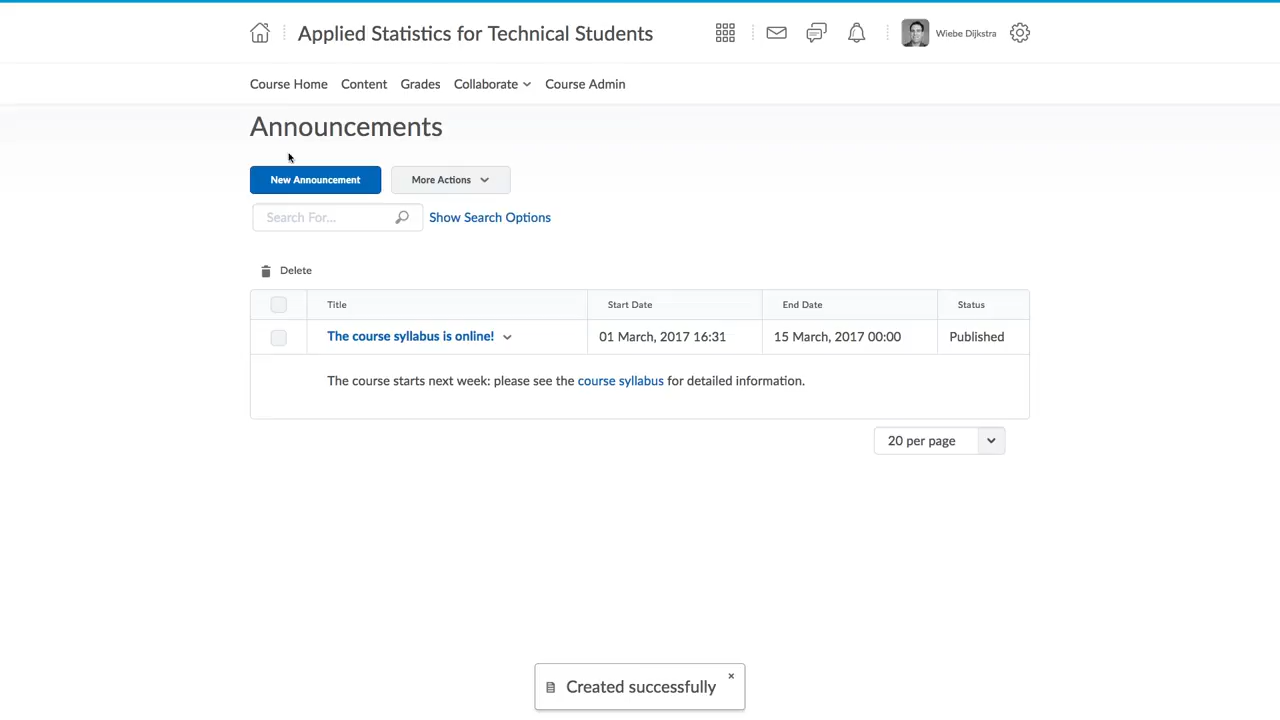 Applied Statistics for Technical Students
Wiebe Dijkstra
Course Home Content Grades Collaborate Course Admin
Announcements
New Announcement More Actions
Search For... Show Search Options
Delete
Title Start Date End Date Status
The course syllabus is online! 01 March, 2017 16:31 15 March, 2017 00:00 Published
The course starts next week: please see the course syllabus for detailed information.
20 per page
Created successfully